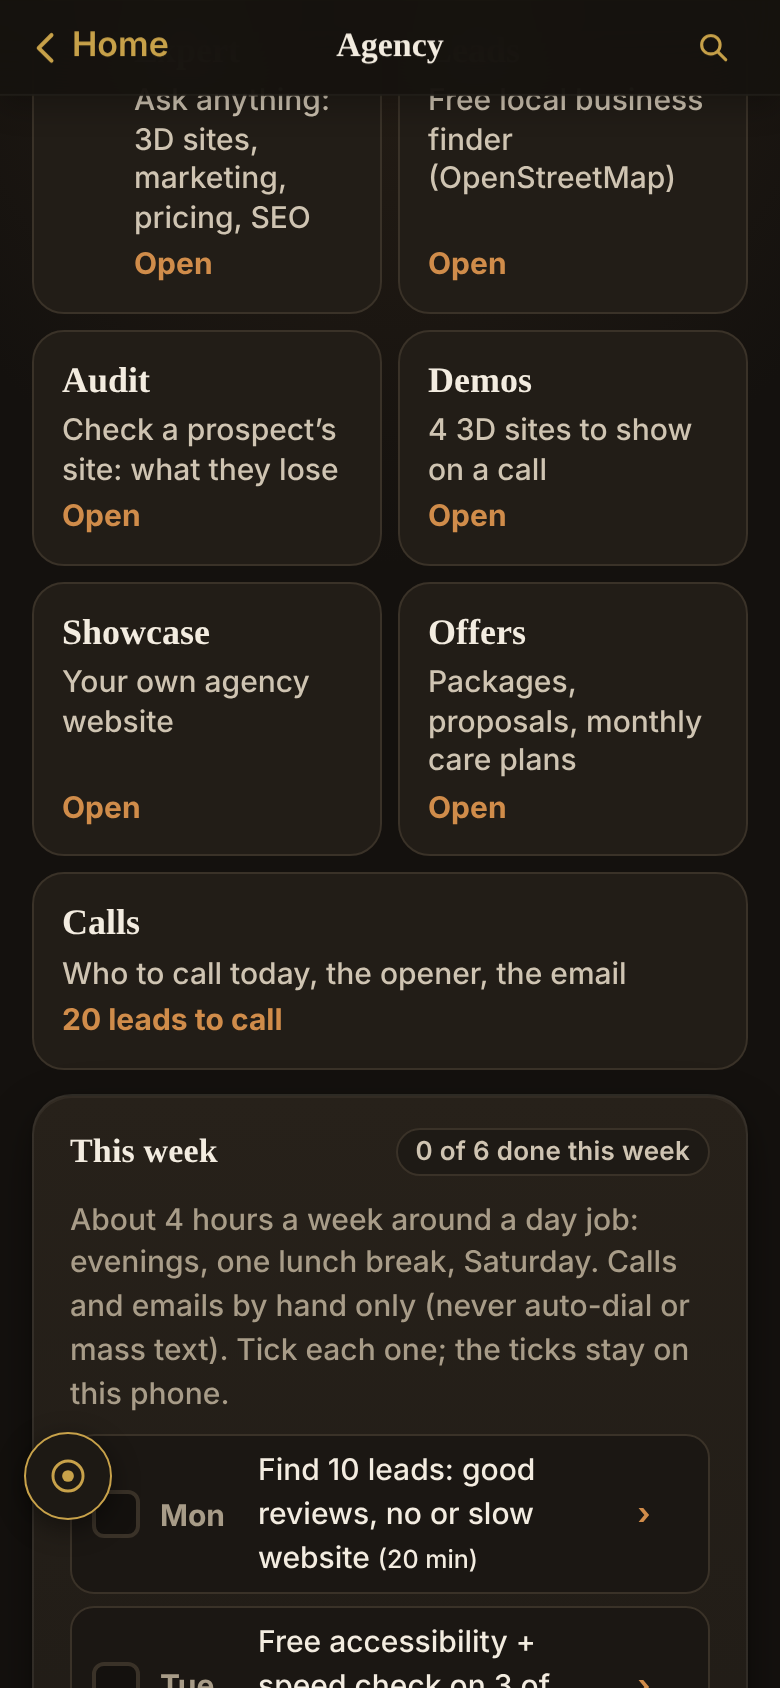 Home
Agency
Ask anything:
3D sites,
marketing,
pricing, SEO
Open
Free local business
finder
(OpenStreetMap)
Open
Audit
Check a prospect’s
site: what they lose
Open
Demos
4 3D sites to show
on a call
Open
Showcase
Your own agency
website
Open
Offers
Packages,
proposals, monthly
care plans
Open
Calls
Who to call today, the opener, the email
20 leads to call
This week
0 of 6 done this week
About 4 hours a week around a day job:
evenings, one lunch break, Saturday. Calls
and emails by hand only (never auto-dial or
mass text). Tick each one; the ticks stay on
this phone.
Mon
Find 10 leads: good
reviews, no or slow
website (20 min)
Tue
Free accessibility +
speed check on 3 of